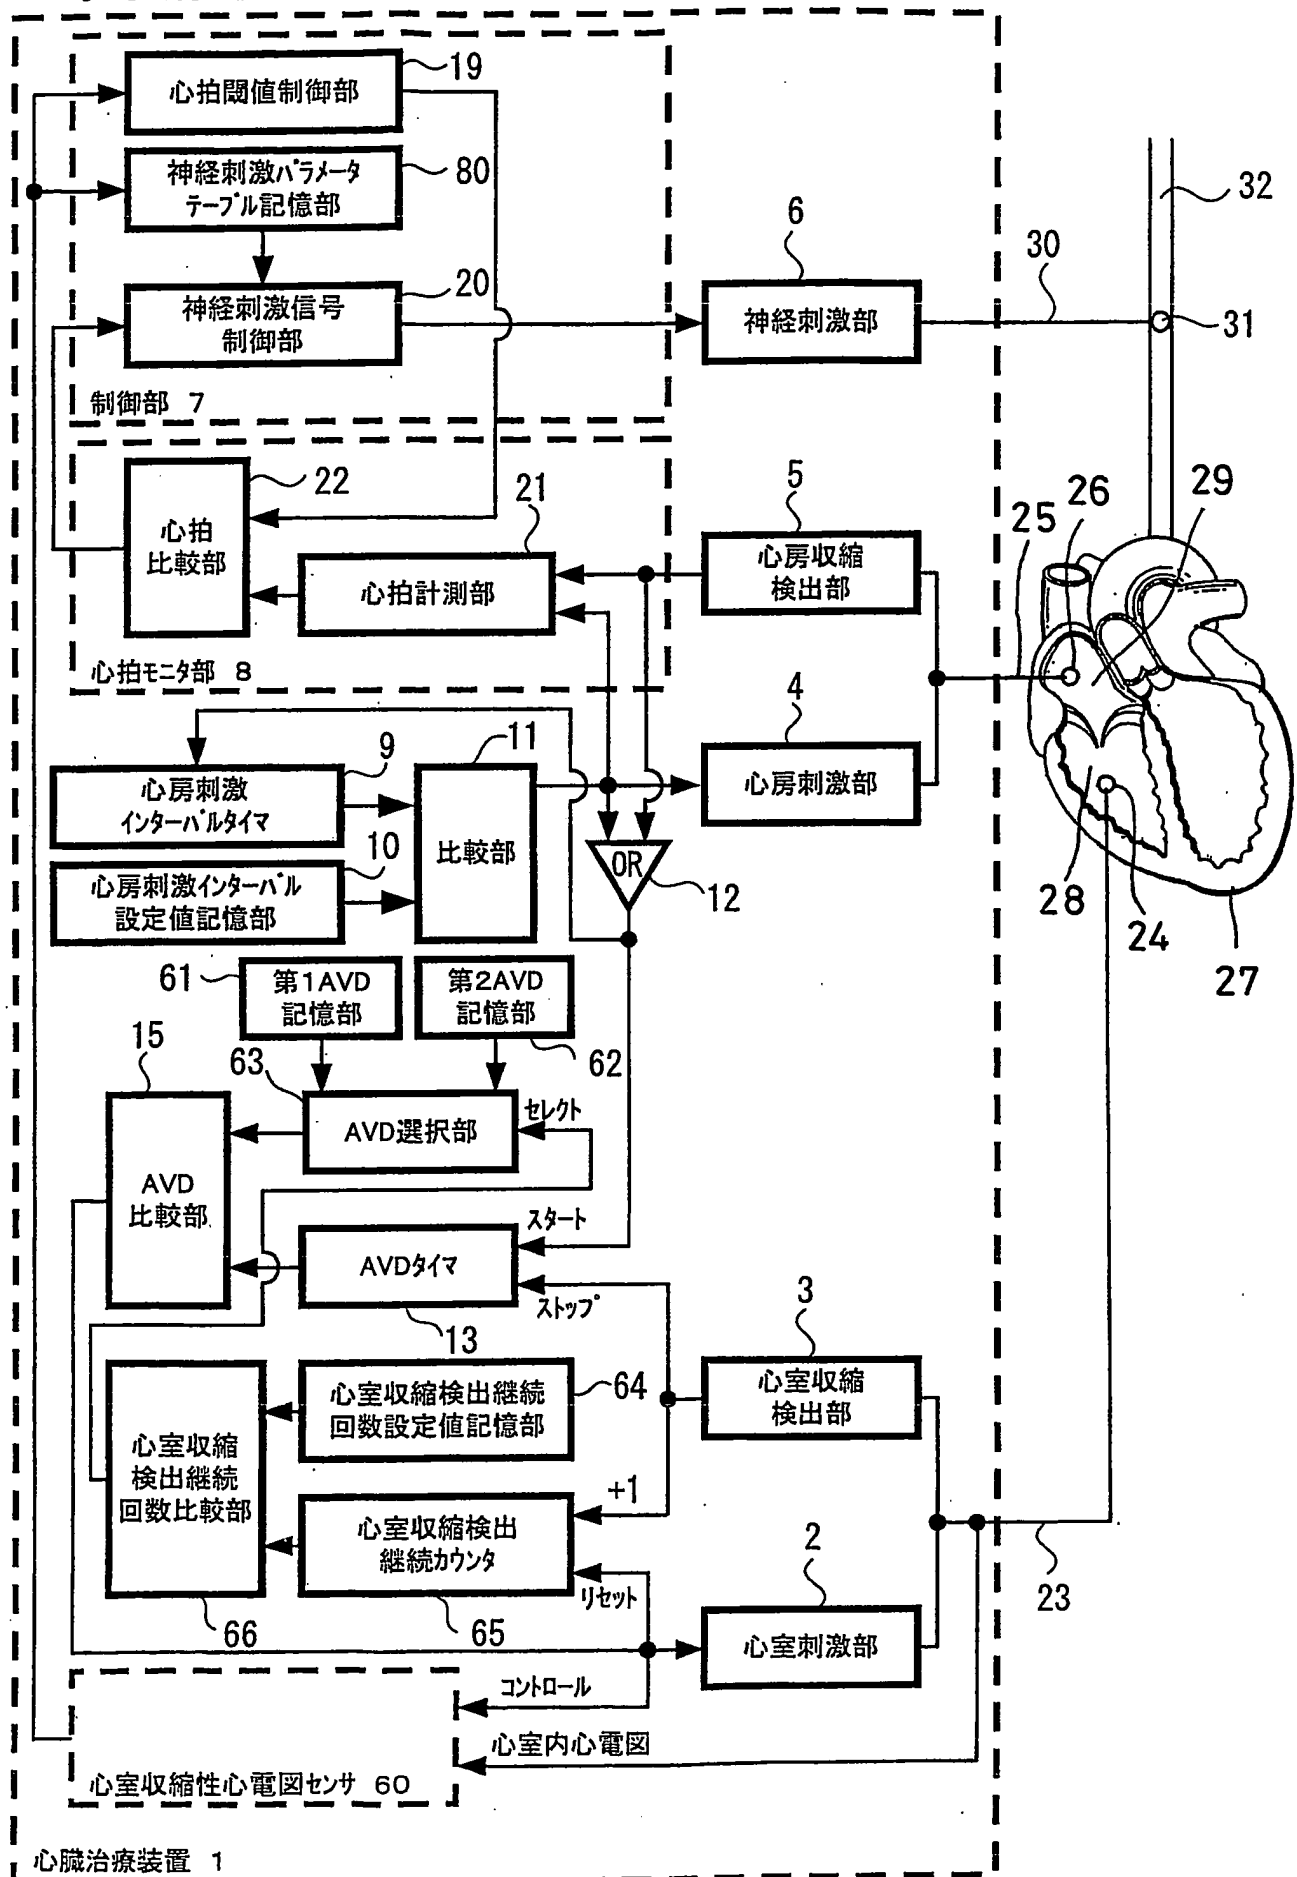 心拍閾値制御部
19
神経刺激パラメータ
テーブル記憶部
80
神経刺激信号
制御部
20
制御部 7
6
神経刺激部
30
32
31
心拍
比較部
22
21
心拍計測部
心拍モニタ部 8
5
心房収縮
検出部
4
心房刺激部
25
26
29
心房刺激
インターバルタイマ
9
心房刺激インターバル
設定値記憶部
10
11
比較部
OR
12
28
24
27
61
第1AVD
記憶部
第2AVD
記憶部
62
15
AVD
比較部
63
AVD選択部
セレクト
AVDタイマ
スタート
ストップ
13
3
心室収縮
検出部
心室収縮
検出継続
回数比較部
66
心室収縮検出継続
回数設定値記憶部
64
心室収縮検出
継続カウンタ
+1
リセット
65
2
心室刺激部
23
コントロール
心室内心電図
心室収縮性心電図センサ 60
心臓治療装置 1